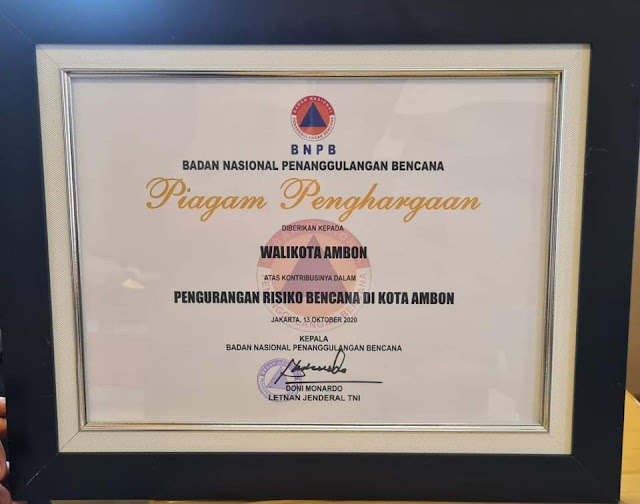 BNPB
BADAN NASIONAL PENANGGULANGAN BENCANA
Piagam Penghargaan
DIBERIKAN KEPADA
WALIKOTA AMBON
ATAS KONTRIBUSINYA DALAM
PENGURANGAN RISIKO BENCANA DI KOTA AMBON
JAKARTA, 13 OKTOBER 2020
KEPALA
BADAN NASIONAL PENANGGULANGAN BENCANA
DONI MONARDO
LETNAN JENDERAL TNI